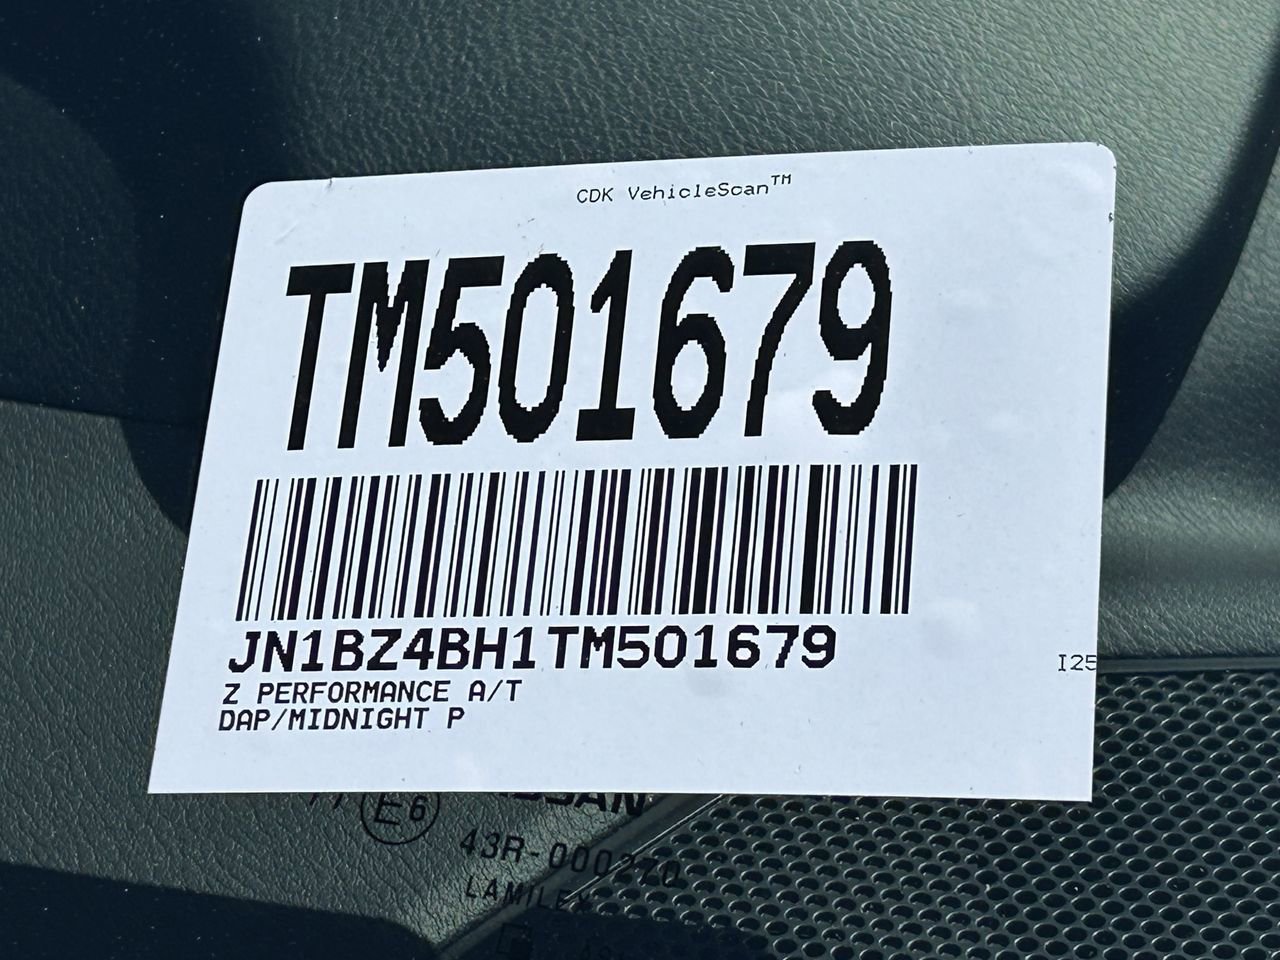 CDK VehicleScan™
TM501679
JN1BZ4BH1TM501679
Z PERFORMANCE A/T
DAP/MIDNIGHT P
I25
E6
43R-000270